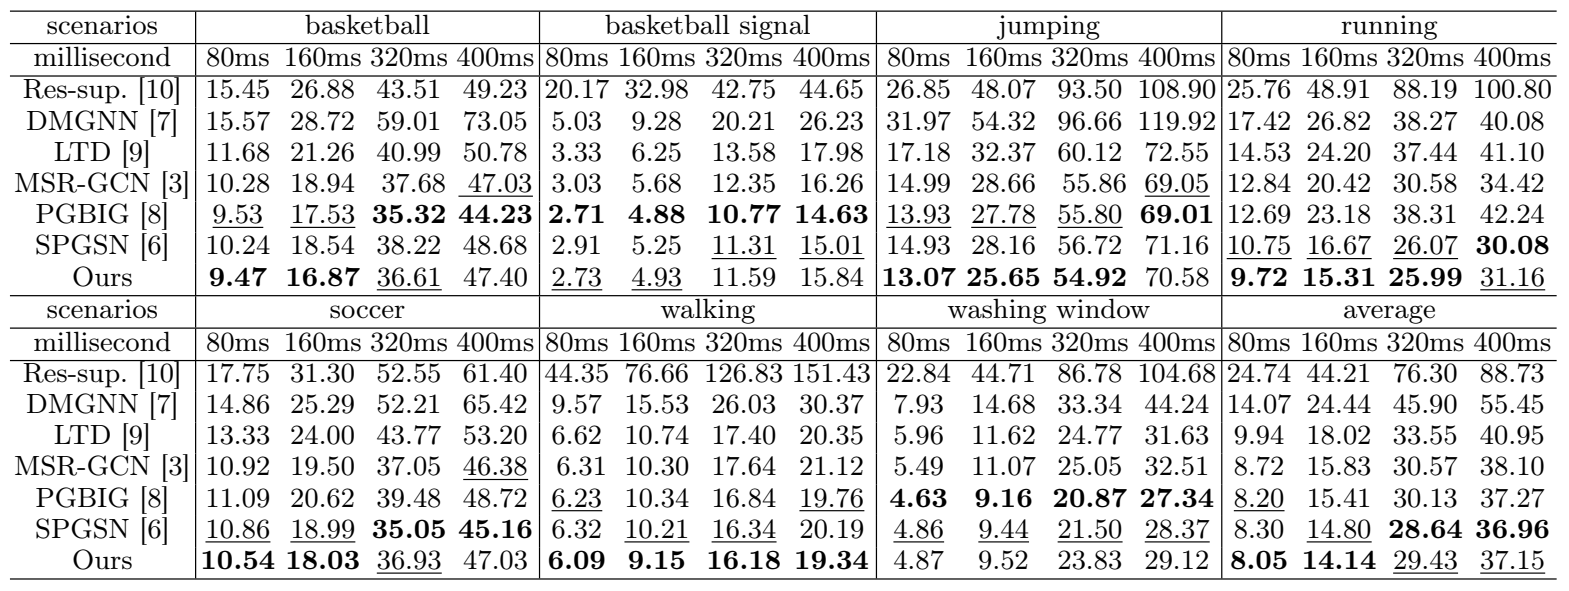 scenarios basketball basketball signal jumping running
millisecond 80ms 160ms 320ms 400ms 80ms 160ms 320ms 400ms 80ms 160ms 320ms 400ms 80ms 160ms 320ms 400ms
Res-sup. [10] 15.45 26.88 43.51 49.23 20.17 32.98 42.75 44.65 26.85 48.07 93.50 108.90 25.76 48.91 88.19 100.80
DMGNN [7] 15.57 28.72 59.01 73.05 5.03 9.28 20.21 26.23 31.97 54.32 96.66 119.92 17.42 26.82 38.27 40.08
LTD [9] 11.68 21.26 40.99 50.78 3.33 6.25 13.58 17.98 17.18 32.37 60.12 72.55 14.53 24.20 37.44 41.10
MSR-GCN [3] 10.28 18.94 37.68 47.03 3.03 5.68 12.35 16.26 14.99 28.66 55.86 69.05 12.84 20.42 30.58 34.42
PGBIG [8] 9.53 17.53 35.32 44.23 2.71 4.88 10.77 14.63 13.93 27.78 55.80 69.01 12.69 23.18 38.31 42.24
SPGSN [6] 10.24 18.54 38.22 48.68 2.91 5.25 11.31 15.01 14.93 28.16 56.72 71.16 10.75 16.67 26.07 30.08
Ours 9.47 16.87 36.61 47.40 2.73 4.93 11.59 15.84 13.07 25.65 54.92 70.58 9.72 15.31 25.99 31.16
scenarios soccer walking washing window average
millisecond 80ms 160ms 320ms 400ms 80ms 160ms 320ms 400ms 80ms 160ms 320ms 400ms 80ms 160ms 320ms 400ms
Res-sup. [10] 17.75 31.30 52.55 61.40 44.35 76.66 126.83 151.43 22.84 44.71 86.78 104.68 24.74 44.21 76.30 88.73
DMGNN [7] 14.86 25.29 52.21 65.42 9.57 15.53 26.03 30.37 7.93 14.68 33.34 44.24 14.07 24.44 45.90 55.45
LTD [9] 13.33 24.00 43.77 53.20 6.62 10.74 17.40 20.35 5.96 11.62 24.77 31.63 9.94 18.02 33.55 40.95
MSR-GCN [3] 10.92 19.50 37.05 46.38 6.31 10.30 17.64 21.12 5.49 11.07 25.05 32.51 8.72 15.83 30.57 38.10
PGBIG [8] 11.09 20.62 39.48 48.72 6.23 10.34 16.84 19.76 4.63 9.16 20.87 27.34 8.20 15.41 30.13 37.27
SPGSN [6] 10.86 18.99 35.05 45.16 6.32 10.21 16.34 20.19 4.86 9.44 21.50 28.37 8.30 14.80 28.64 36.96
Ours 10.54 18.03 36.93 47.03 6.09 9.15 16.18 19.34 4.87 9.52 23.83 29.12 8.05 14.14 29.43 37.15